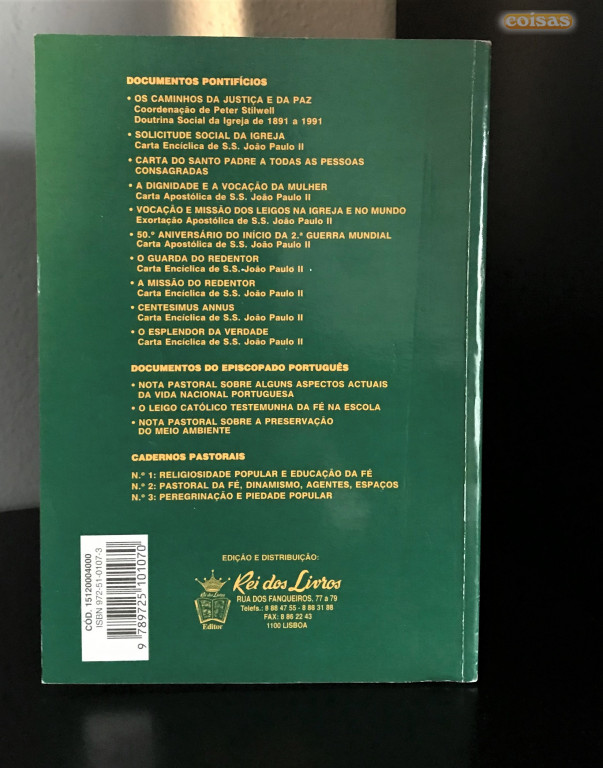 coisas
DOCUMENTOS PONTIFÍCIOS
• OS CAMINHOS DA JUSTIÇA E DA PAZ
Coordenação de Peter Stilwell
Doutrina Social da Igreja de 1891 a 1991
• SOLICITUDE SOCIAL DA IGREJA
Carta Encíclica de S.S. João Paulo II
• CARTA DO SANTO PADRE A TODAS AS PESSOAS
CONSAGRADAS
• A DIGNIDADE E A VOCAÇÃO DA MULHER
Carta Apostólica de S.S. João Paulo II
• VOCAÇÃO E MISSÃO DOS LEIGOS NA IGREJA E NO MUNDO
Exortação Apostólica de S.S. João Paulo II
• 50.º ANIVERSÁRIO DO INÍCIO DA 2.ª GUERRA MUNDIAL
Carta Apostólica de S.S. João Paulo II
• O GUARDA DO REDENTOR
Carta Encíclica de S.S. João Paulo II
• A MISSÃO DO REDENTOR
Carta Encíclica de S.S. João Paulo II
• CENTESIMUS ANNUS
Carta Encíclica de S.S. João Paulo II
• O ESPLENDOR DA VERDADE
Carta Encíclica de S.S. João Paulo II
DOCUMENTOS DO EPISCOPADO PORTUGUÊS
• NOTA PASTORAL SOBRE ALGUNS ASPECTOS ACTUAIS
DA VIDA NACIONAL PORTUGUESA
• O LEIGO CATÓLICO TESTEMUNHA DA FÉ NA ESCOLA
• NOTA PASTORAL SOBRE A PRESERVAÇÃO
DO MEIO AMBIENTE
CADERNOS PASTORAIS
N.º 1: RELIGIOSIDADE POPULAR E EDUCAÇÃO DA FÉ
N.º 2: PASTORAL DA FÉ, DINAMISMO, AGENTES, ESPAÇOS
N.º 3: PEREGRINAÇÃO E PIEDADE POPULAR
CÓD. 15120004000
ISBN 972-51-0107-3
9 789725 101070
EDIÇÃO E DISTRIBUIÇÃO:
Rei dos Livros
Editor
Rei dos Livros
RUA DOS FANQUEIROS, 77 a 79
Telefs.: 8 88 47 55 - 8 86 31 88
FAX: 8 86 22 43
1100 LISBOA